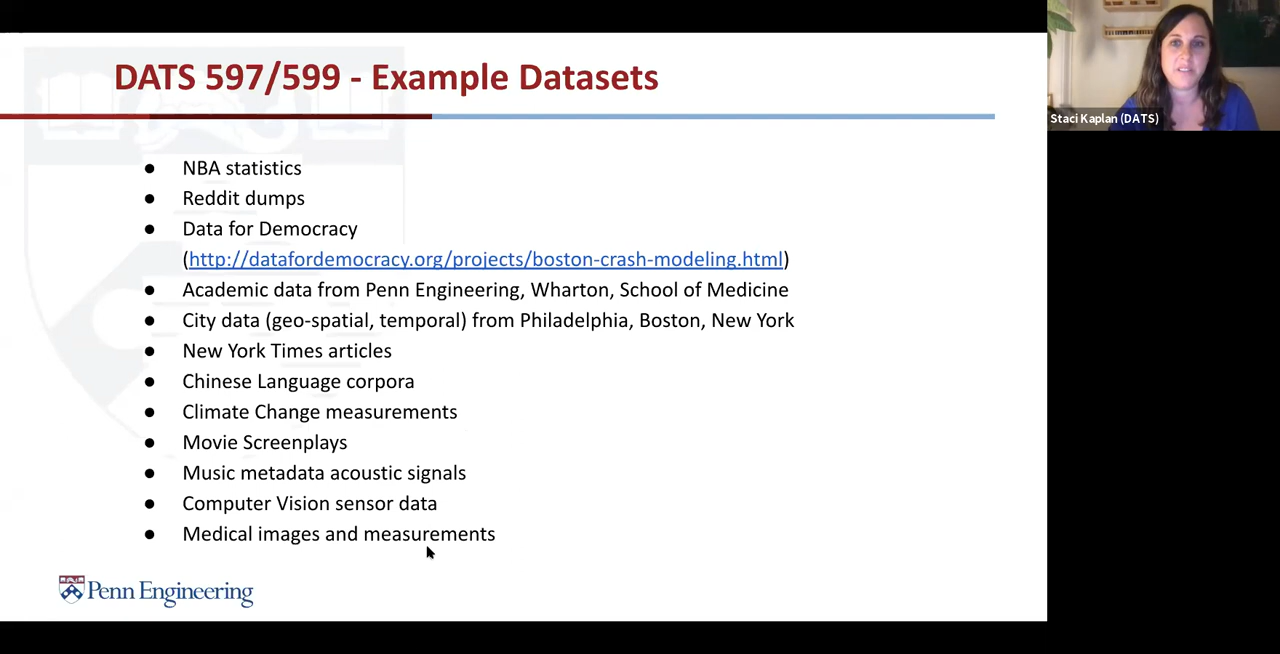 DATS 597/599 - Example Datasets
● NBA statistics
● Reddit dumps
● Data for Democracy
(http://datafordemocracy.org/projects/boston-crash-modeling.html)
● Academic data from Penn Engineering, Wharton, School of Medicine
● City data (geo-spatial, temporal) from Philadelphia, Boston, New York
● New York Times articles
● Chinese Language corpora
● Climate Change measurements
● Movie Screenplays
● Music metadata acoustic signals
● Computer Vision sensor data
● Medical images and measurements
Penn Engineering
Staci Kaplan (DATS)